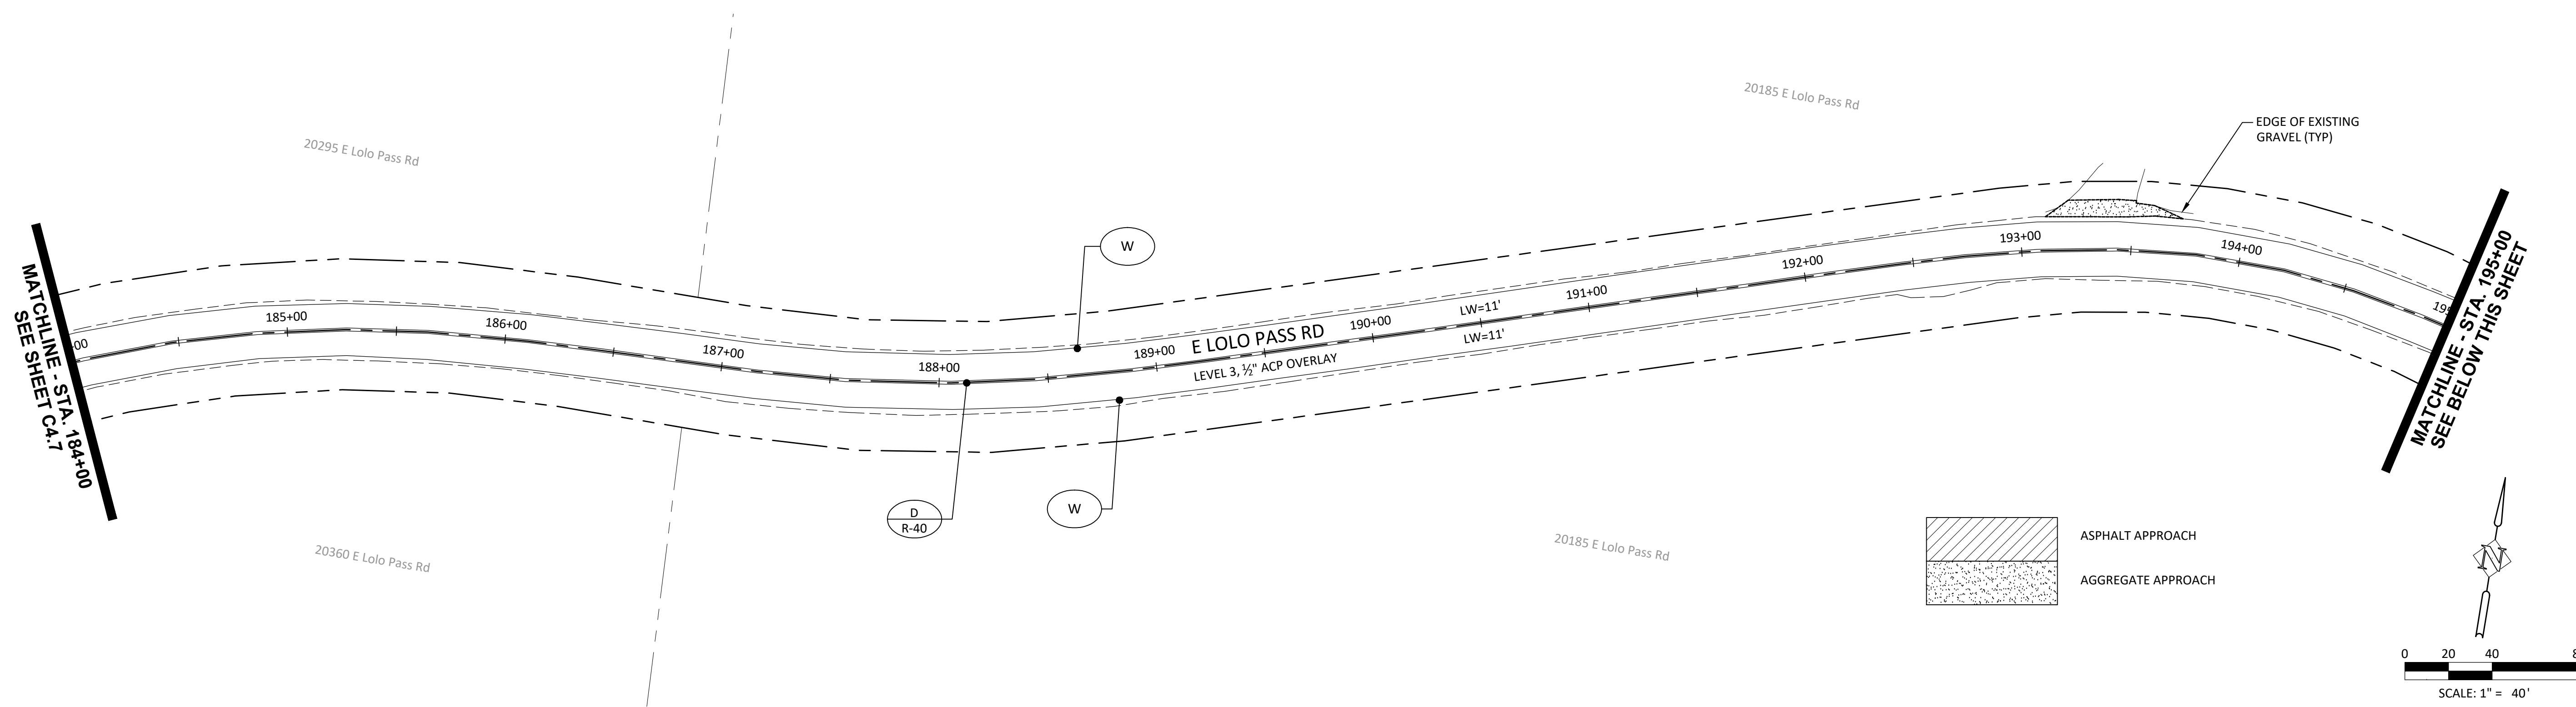 20185 E Lolo Pass Rd
EDGE OF EXISTING
GRAVEL (TYP)
20295 E Lolo Pass Rd
MATCHLINE - STA. 184+00
SEE SHEET C4.7
+00
185+00
186+00
187+00
188+00
189+00
190+00
191+00
192+00
193+00
194+00
W
E LOLO PASS RD
LW=11'
LW=11'
LEVEL 3, ½" ACP OVERLAY
MATCHLINE - STA. 195+00
SEE BELOW THIS SHEET
D
R-40
W
20360 E Lolo Pass Rd
20185 E Lolo Pass Rd
ASPHALT APPROACH
AGGREGATE APPROACH
N
0 20 40
SCALE: 1" = 40'